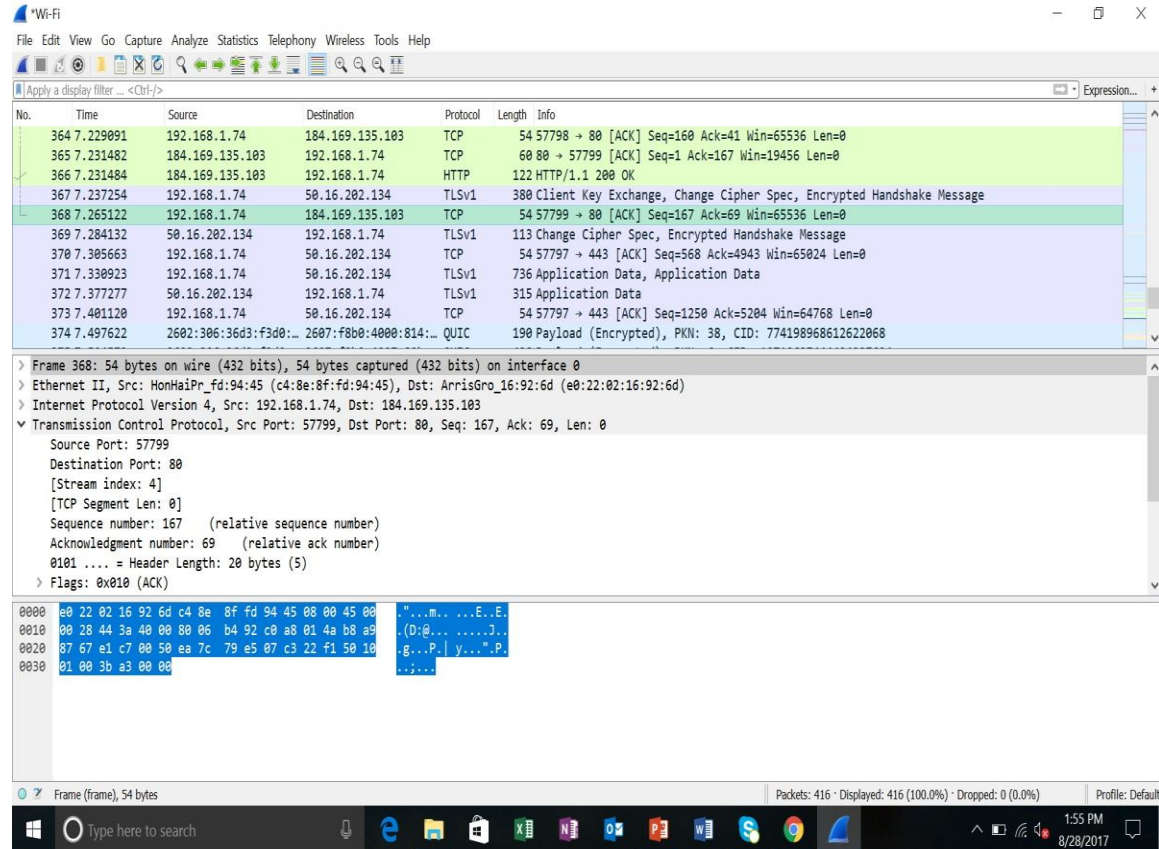 *Wi-Fi
File Edit View Go Capture Analyze Statistics Telephony Wireless Tools Help
Apply a display filter ... <Ctrl-/> Expression... +
No. Time Source Destination Protocol Length Info
364 7.229091 192.168.1.74 184.169.135.103 TCP 54 57798 → 80 [ACK] Seq=160 Ack=41 Win=65536 Len=0
365 7.231482 184.169.135.103 192.168.1.74 TCP 60 80 → 57799 [ACK] Seq=1 Ack=167 Win=19456 Len=0
366 7.231484 184.169.135.103 192.168.1.74 HTTP 122 HTTP/1.1 200 OK
367 7.237254 192.168.1.74 50.16.202.134 TLSv1 380 Client Key Exchange, Change Cipher Spec, Encrypted Handshake Message
368 7.265122 192.168.1.74 184.169.135.103 TCP 54 57799 → 80 [ACK] Seq=167 Ack=69 Win=65536 Len=0
369 7.284132 50.16.202.134 192.168.1.74 TLSv1 113 Change Cipher Spec, Encrypted Handshake Message
370 7.305663 192.168.1.74 50.16.202.134 TCP 54 57797 → 443 [ACK] Seq=568 Ack=4943 Win=65024 Len=0
371 7.330923 192.168.1.74 50.16.202.134 TLSv1 736 Application Data, Application Data
372 7.377277 50.16.202.134 192.168.1.74 TLSv1 315 Application Data
373 7.401120 192.168.1.74 50.16.202.134 TCP 54 57797 → 443 [ACK] Seq=1250 Ack=5204 Win=64768 Len=0
374 7.497622 2602:306:36d3:f3d0:… 2607:f8b0:4000:814:… QUIC 190 Payload (Encrypted), PKN: 38, CID: 774198968612622068
Frame 368: 54 bytes on wire (432 bits), 54 bytes captured (432 bits) on interface 0
Ethernet II, Src: HonHaiPr_fd:94:45 (c4:8e:8f:fd:94:45), Dst: ArrisGro_16:92:6d (e0:22:02:16:92:6d)
Internet Protocol Version 4, Src: 192.168.1.74, Dst: 184.169.135.103
Transmission Control Protocol, Src Port: 57799, Dst Port: 80, Seq: 167, Ack: 69, Len: 0
Source Port: 57799
Destination Port: 80
[Stream index: 4]
[TCP Segment Len: 0]
Sequence number: 167 (relative sequence number)
Acknowledgment number: 69 (relative ack number)
0101 .... = Header Length: 20 bytes (5)
Flags: 0x010 (ACK)
0000 e0 22 02 16 92 6d c4 8e 8f fd 94 45 08 00 45 00 ."...m.. ...E..E.
0010 00 28 44 3a 40 00 80 06 b4 92 c0 a8 01 4a b8 a9 .(D:@... .....J..
0020 87 67 e1 c7 00 50 ea 7c 79 e5 07 c3 22 f1 50 10 .g...P.| y...".P.
0030 01 00 3b a3 00 00 ..;...
Frame (frame), 54 bytes Packets: 416 · Displayed: 416 (100.0%) · Dropped: 0 (0.0%) Profile: Default
Type here to search 1:55 PM
8/28/2017